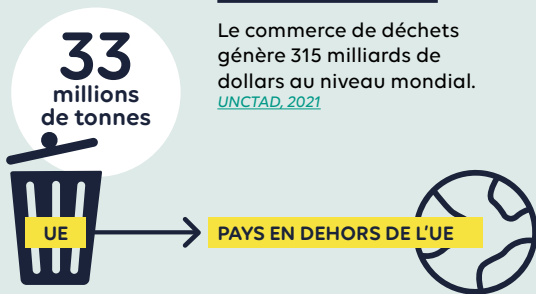 33
millions
de tonnes
Le commerce de déchets
génère 315 milliards de
dollars au niveau mondial.
UNCTAD, 2021
UE
PAYS EN DEHORS DE L'UE